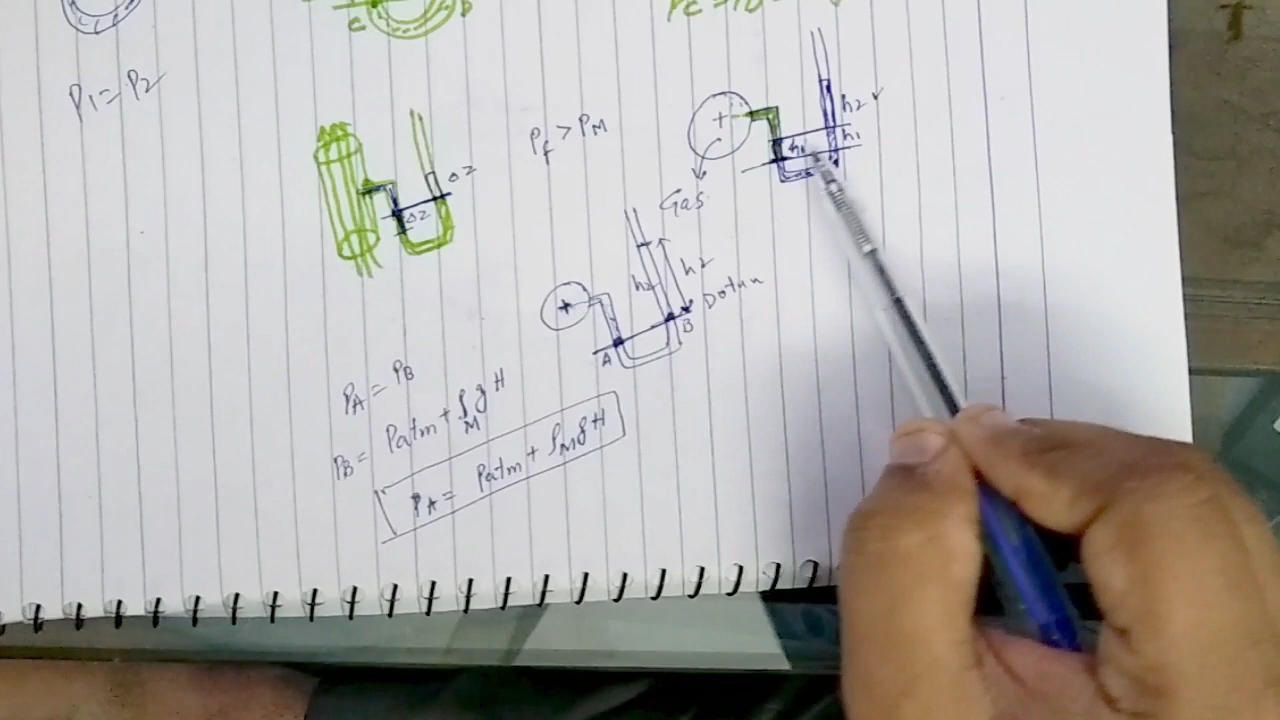 C D
P1 = P2
Pf > PM
h2
h1
h1
Gas
ΔZ
ΔZ
h2
h2
Dotum
A B
PA = PB
PB = Patm + ρM g H
PA = Patm + ρM g H